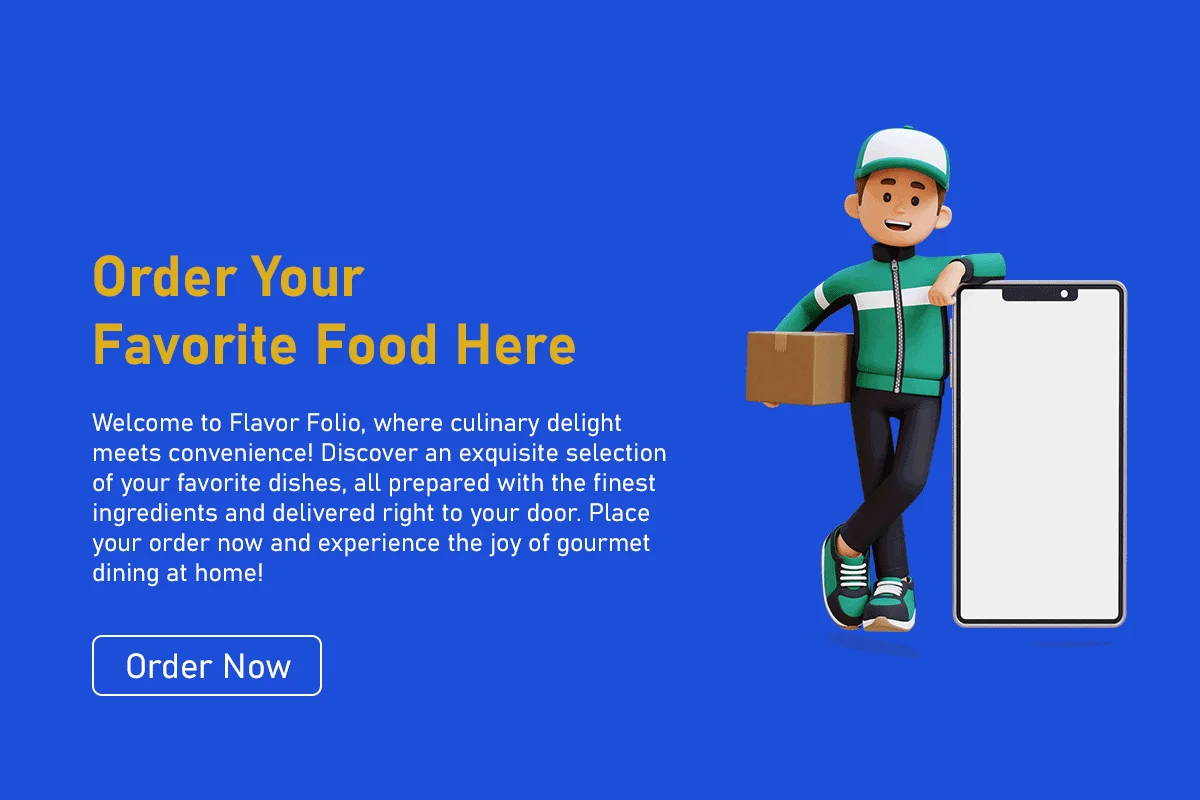 Order Your
Favorite Food Here
Welcome to Flavor Folio, where culinary delight
meets convenience! Discover an exquisite selection
of your favorite dishes, all prepared with the finest
ingredients and delivered right to your door. Place
your order now and experience the joy of gourmet
dining at home!
Order Now